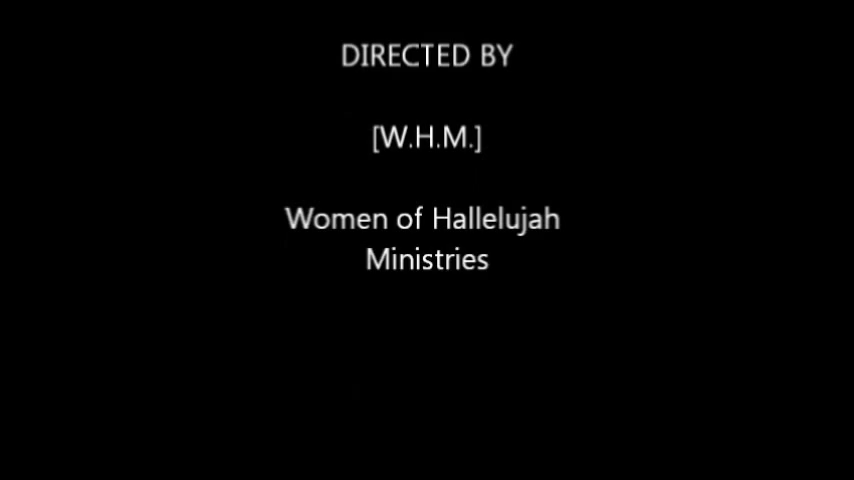 DIRECTED BY
[W.H.M.]
Women of Hallelujah
Ministries